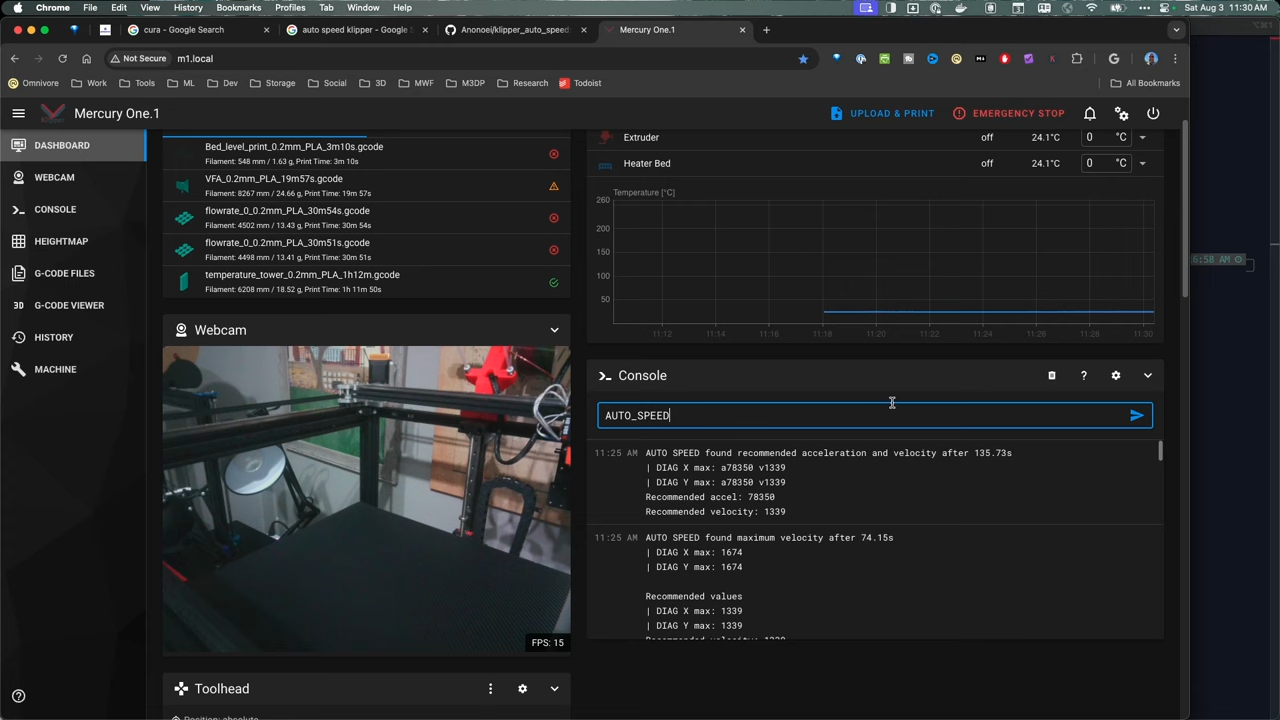 Chrome File Edit View History Bookmarks Profiles Tab Window Help
Sat Aug 3 11:30 AM
cura - Google Search
auto speed klipper - Google S
Anonoei/klipper_auto_speed:
Mercury One.1
Not Secure m1.local
Omnivore Work Tools ML Dev Storage Social 3D MWF M3DP Research Todoist
All Bookmarks
Mercury One.1
UPLOAD & PRINT EMERGENCY STOP
DASHBOARD
WEBCAM
CONSOLE
HEIGHTMAP
G-CODE FILES
3D G-CODE VIEWER
HISTORY
MACHINE
Bed_level_print_0.2mm_PLA_3m10s.gcode
Filament: 548 mm / 1.63 g, Print Time: 3m 10s
VFA_0.2mm_PLA_19m57s.gcode
Filament: 8267 mm / 24.66 g, Print Time: 19m 57s
flowrate_0_0.2mm_PLA_30m54s.gcode
Filament: 4502 mm / 13.43 g, Print Time: 30m 54s
flowrate_0_0.2mm_PLA_30m51s.gcode
Filament: 4498 mm / 13.41 g, Print Time: 30m 51s
temperature_tower_0.2mm_PLA_1h12m.gcode
Filament: 6208 mm / 18.52 g, Print Time: 1h 11m 50s
Webcam
FPS: 15
Toolhead
Position: absolute
Extruder off 24.1°C 0 °C
Heater Bed off 24.1°C 0 °C
Temperature [°C]
260
200
150
100
50
11:12 11:14 11:16 11:18 11:20 11:22 11:24 11:26 11:28 11:30
Console
AUTO_SPEED
11:25 AM AUTO SPEED found recommended acceleration and velocity after 135.73s
| DIAG X max: a78350 v1339
| DIAG Y max: a78350 v1339
Recommended accel: 78350
Recommended velocity: 1339
11:25 AM AUTO SPEED found maximum velocity after 74.15s
| DIAG X max: 1674
| DIAG Y max: 1674
Recommended values
| DIAG X max: 1339
| DIAG Y max: 1339
Recommended velocity: 1339
6:58 AM